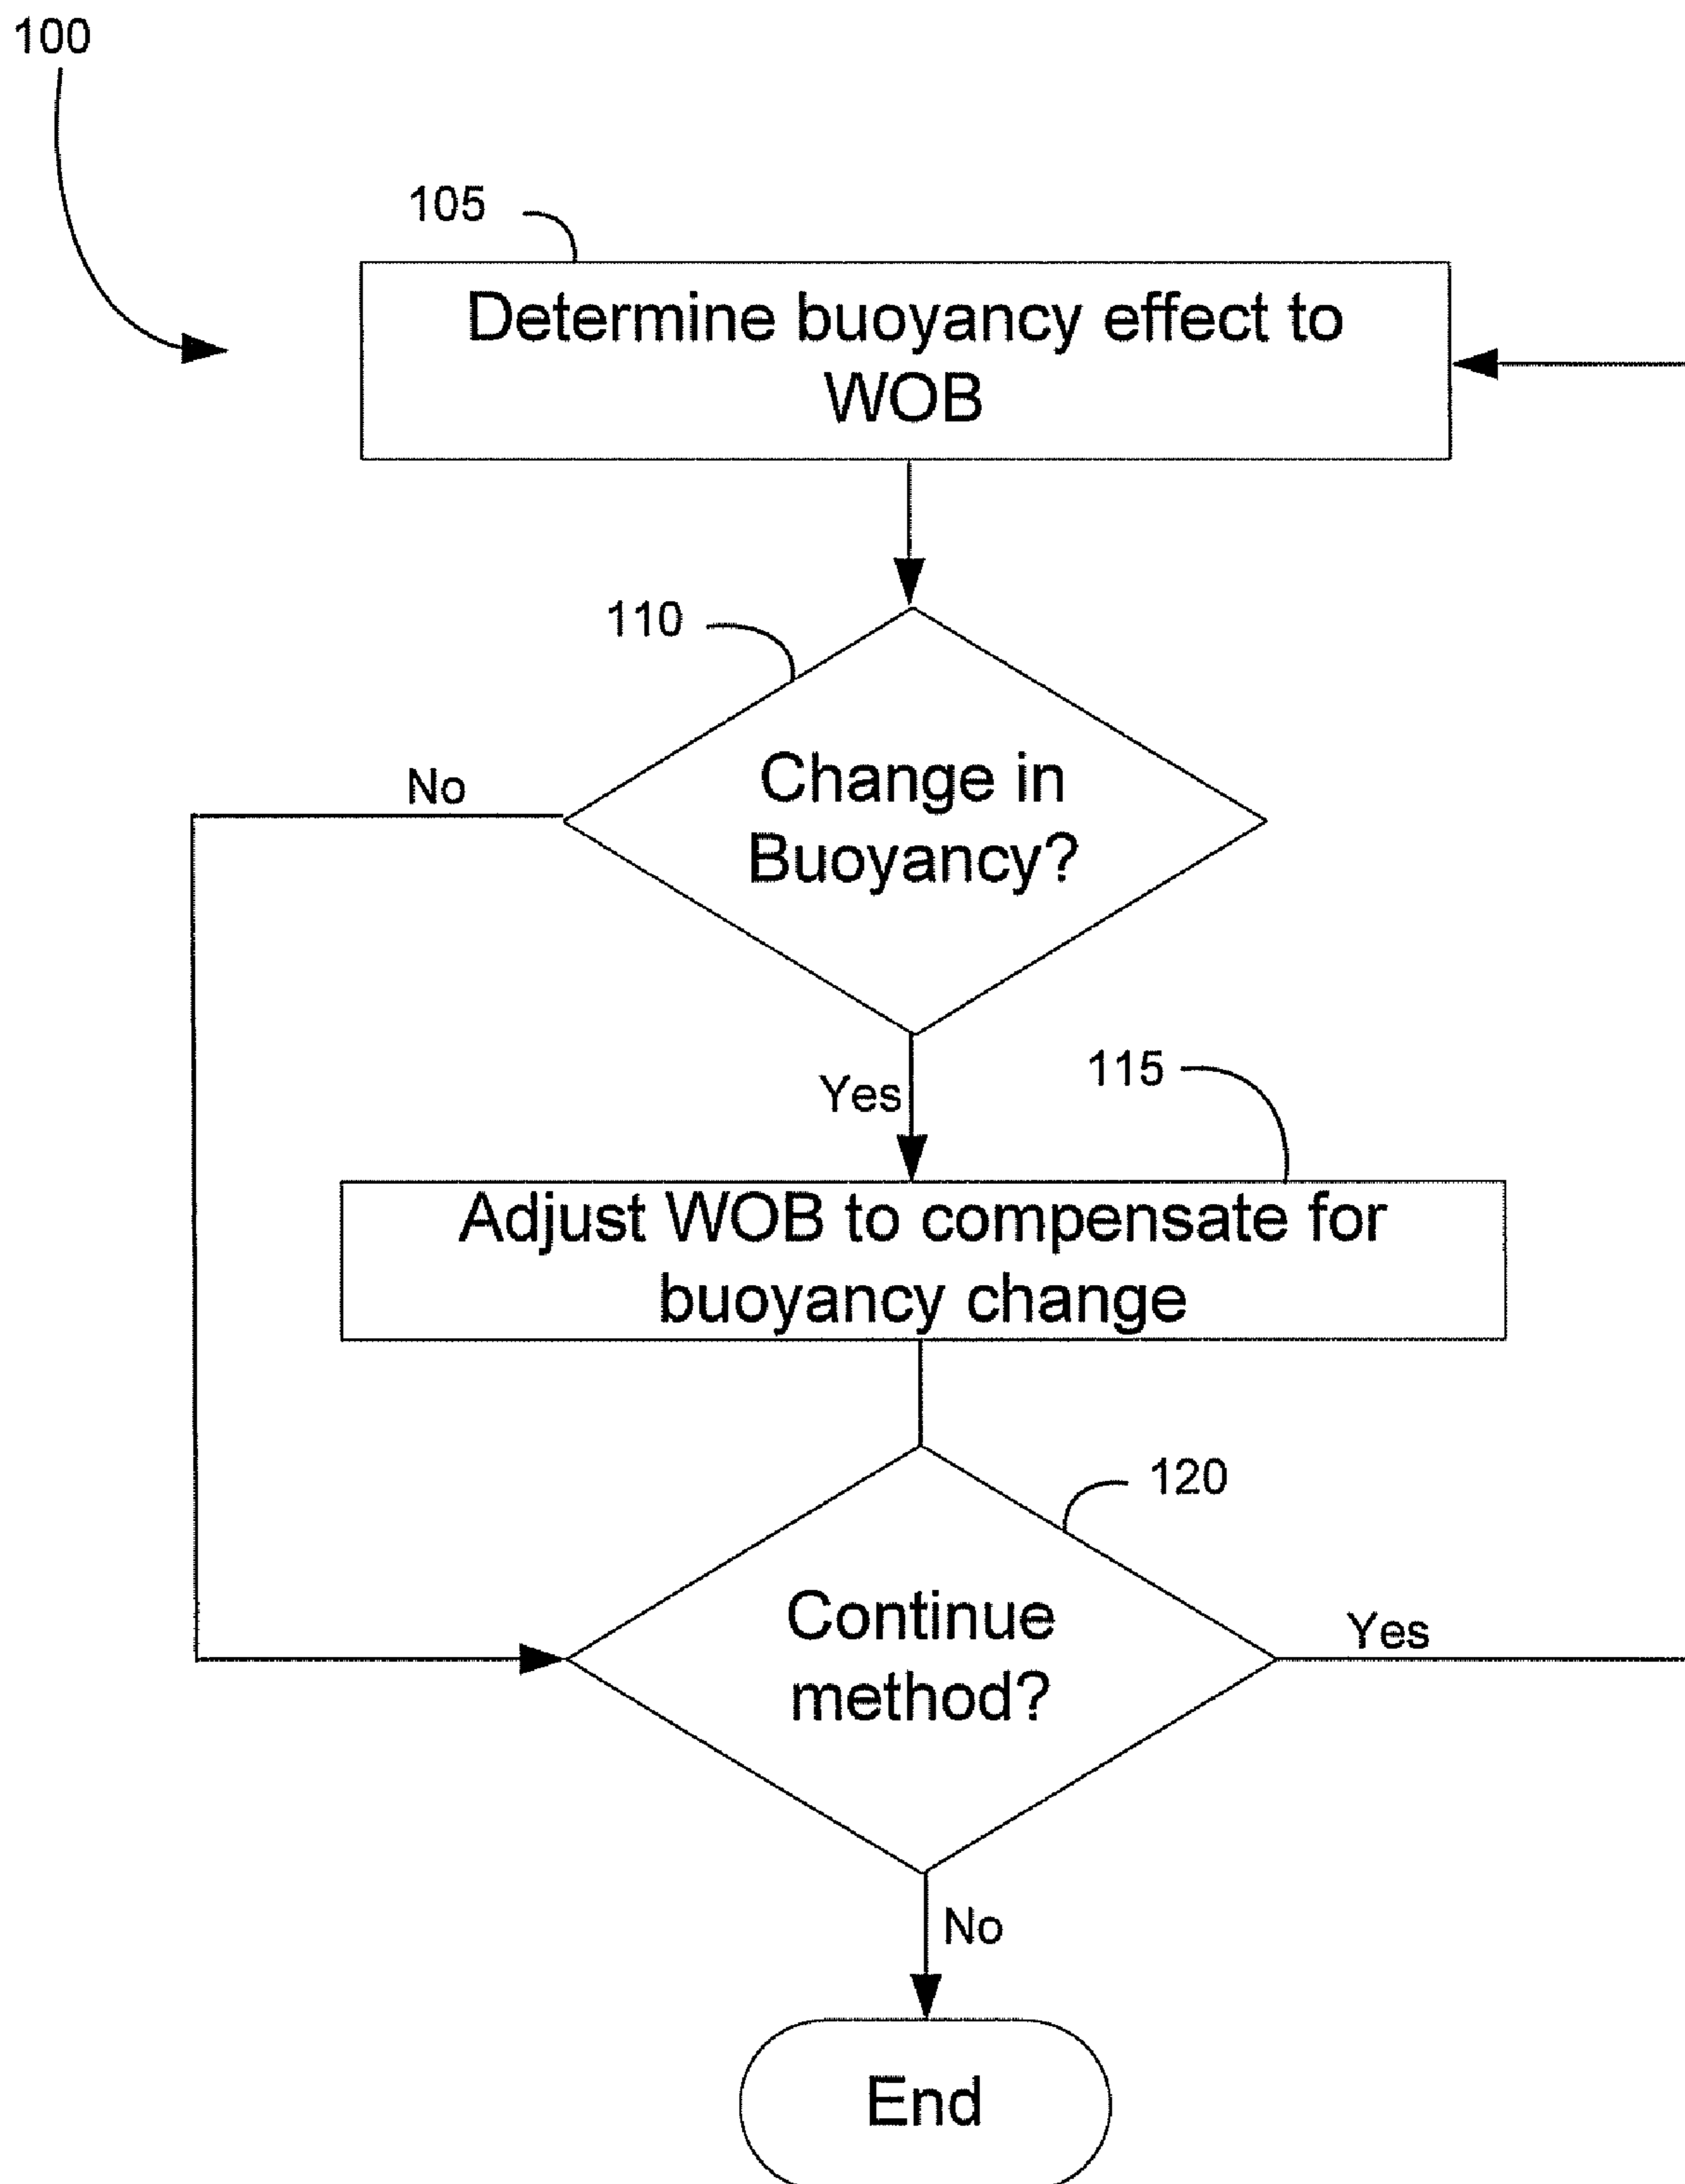 100
105
Determine buoyancy effect to
WOB
110
Change in
Buoyancy?
No
Yes
115
Adjust WOB to compensate for
buoyancy change
120
Continue
method?
Yes
No
End